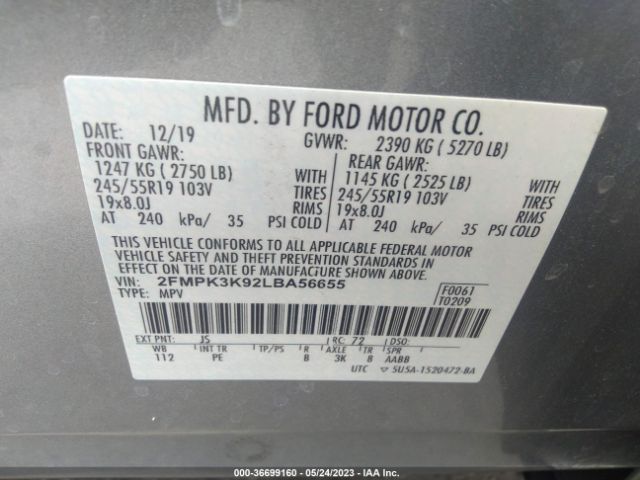 MFD. BY FORD MOTOR CO.
DATE: 12/19 GVWR: 2390 KG ( 5270 LB)
FRONT GAWR: REAR GAWR:
1247 KG ( 2750 LB) 1145 KG ( 2525 LB)
245/55R19 103V TIRES 245/55R19 103V TIRES
19x8.0J RIMS 19x8.0J RIMS
AT 240 kPa/ 35 PSI COLD AT 240 kPa/ 35 PSI COLD
THIS VEHICLE CONFORMS TO ALL APPLICABLE FEDERAL MOTOR
VEHICLE SAFETY AND THEFT PREVENTION STANDARDS IN
EFFECT ON THE DATE OF MANUFACTURE SHOWN ABOVE.
VIN: 2FMPK3K92LBA56655 F0061
TYPE: MPV T0209
EXT PNT: JS RC: 72 DSO:
WB INT TR TP/PS R AXLE TR SPR
112 PE B 3K 8 AABB
UTC 5U5A-1520472-BA
000-36699160 - 05/24/2023 - IAA, Inc.